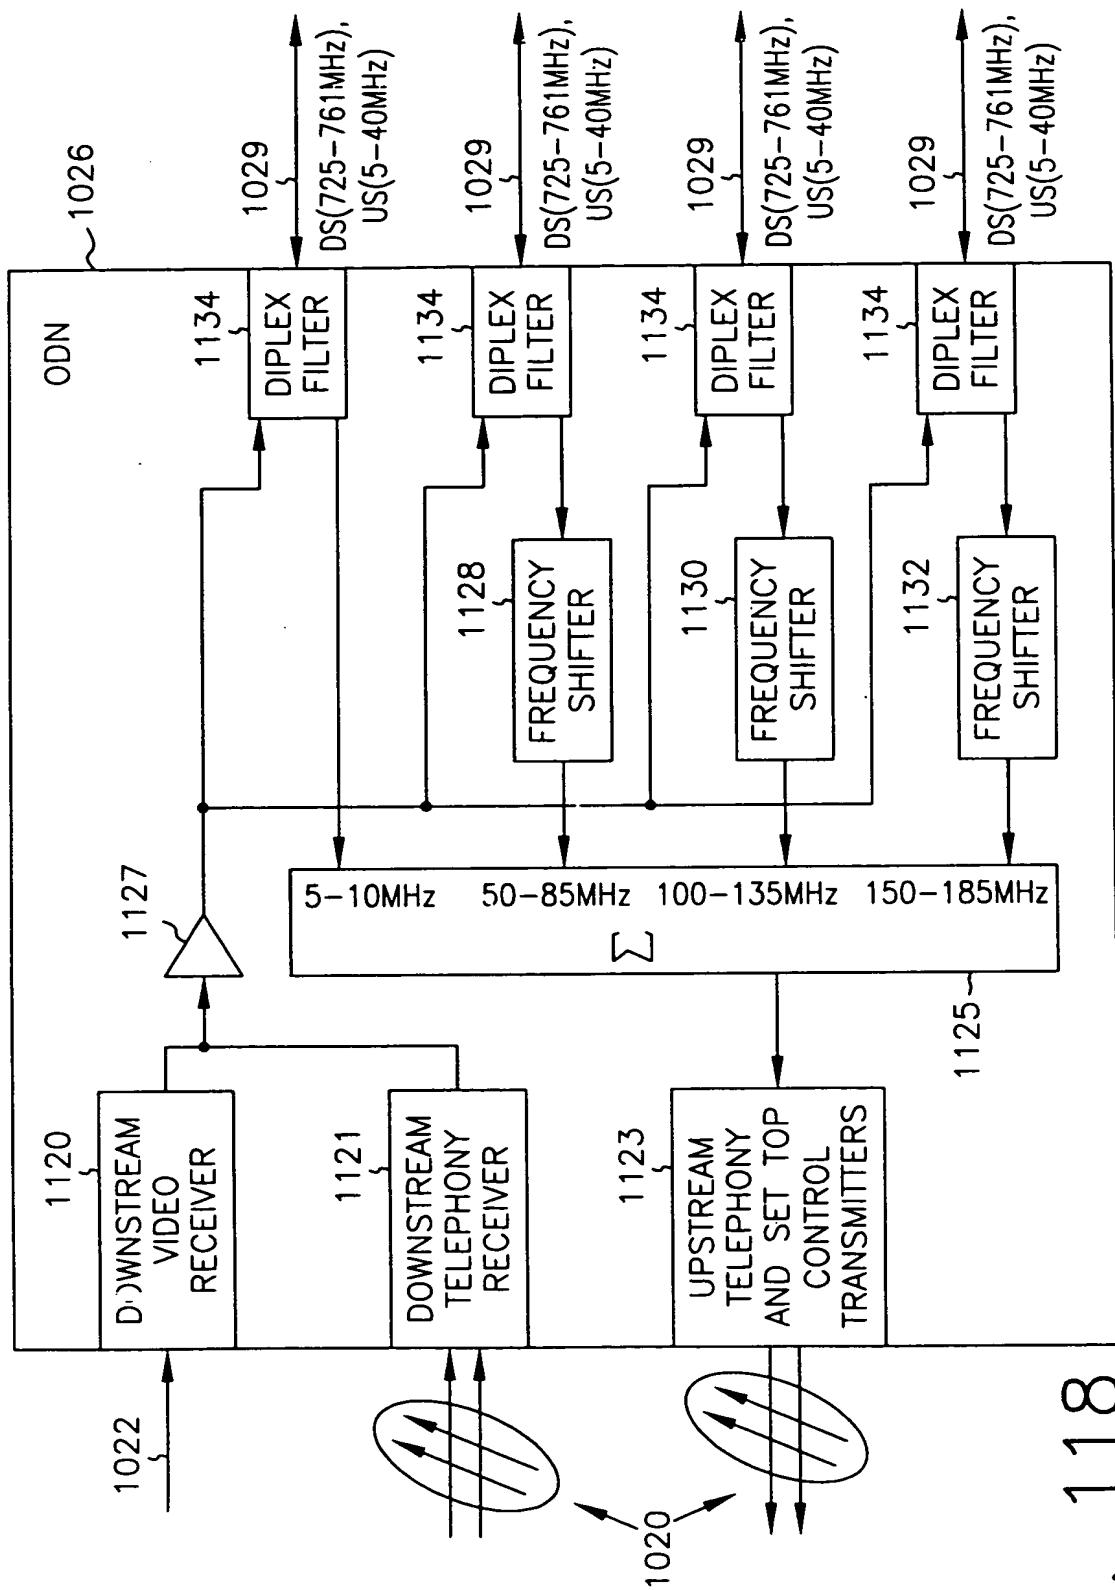 1026
ODN
1022
1120
DOWNSTREAM
VIDEO
RECEIVER
1127
1134
DIPLEX
FILTER
1029
DS(725-761MHz),
US(5-40MHz)
1020
1121
DOWNSTREAM
TELEPHONY
RECEIVER
5-10MHz
50-85MHz
100-135MHz
150-185MHz
Σ
1125
1128
FREQUENCY
SHIFTER
1134
DIPLEX
FILTER
1029
DS(725-761MHz),
US(5-40MHz)
1123
UPSTREAM
TELEPHONY
AND SET TOP
CONTROL
TRANSMITTERS
1130
FREQUENCY
SHIFTER
1134
DIPLEX
FILTER
1029
DS(725-761MHz),
US(5-40MHz)
1132
FREQUENCY
SHIFTER
1134
DIPLEX
FILTER
1029
DS(725-761MHz),
US(5-40MHz)
118